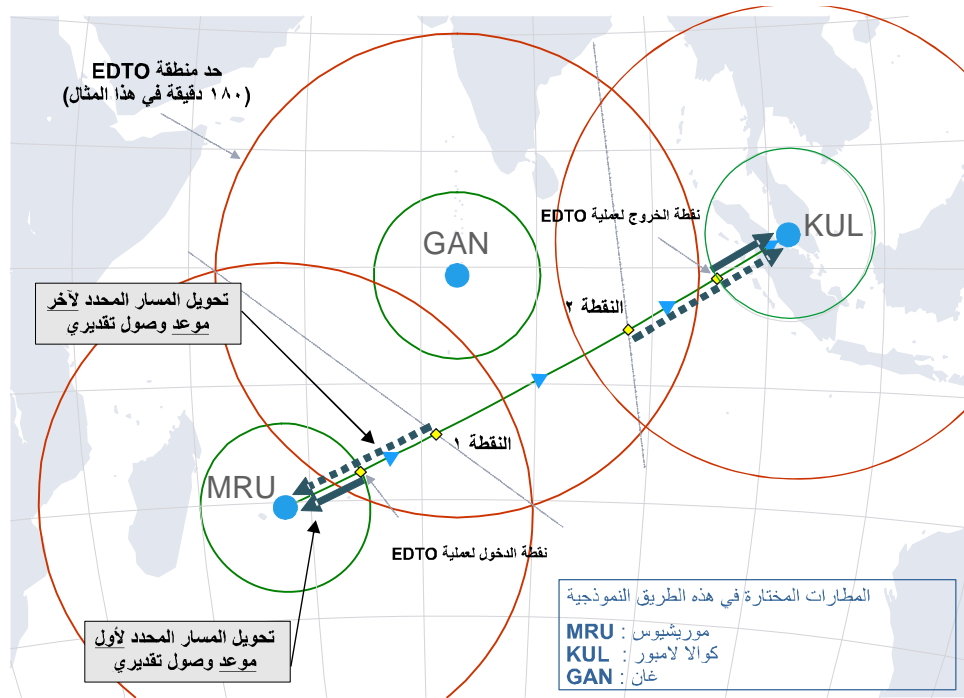 حد منطقة EDTO
(١٨٠ دقيقة في هذا المثال)
نقطة الخروج لعملية EDTO
KUL
GAN
تحويل المسار المحدد لآخر
موعد وصول تقديري
النقطة ٢
النقطة ١
MRU
نقطة الدخول لعملية EDTO
تحويل المسار المحدد لأول
موعد وصول تقديري
المطارات المختارة في هذه الطريق النموذجية
MRU : موريشيوس
KUL : كوالا لامبور
GAN : غان